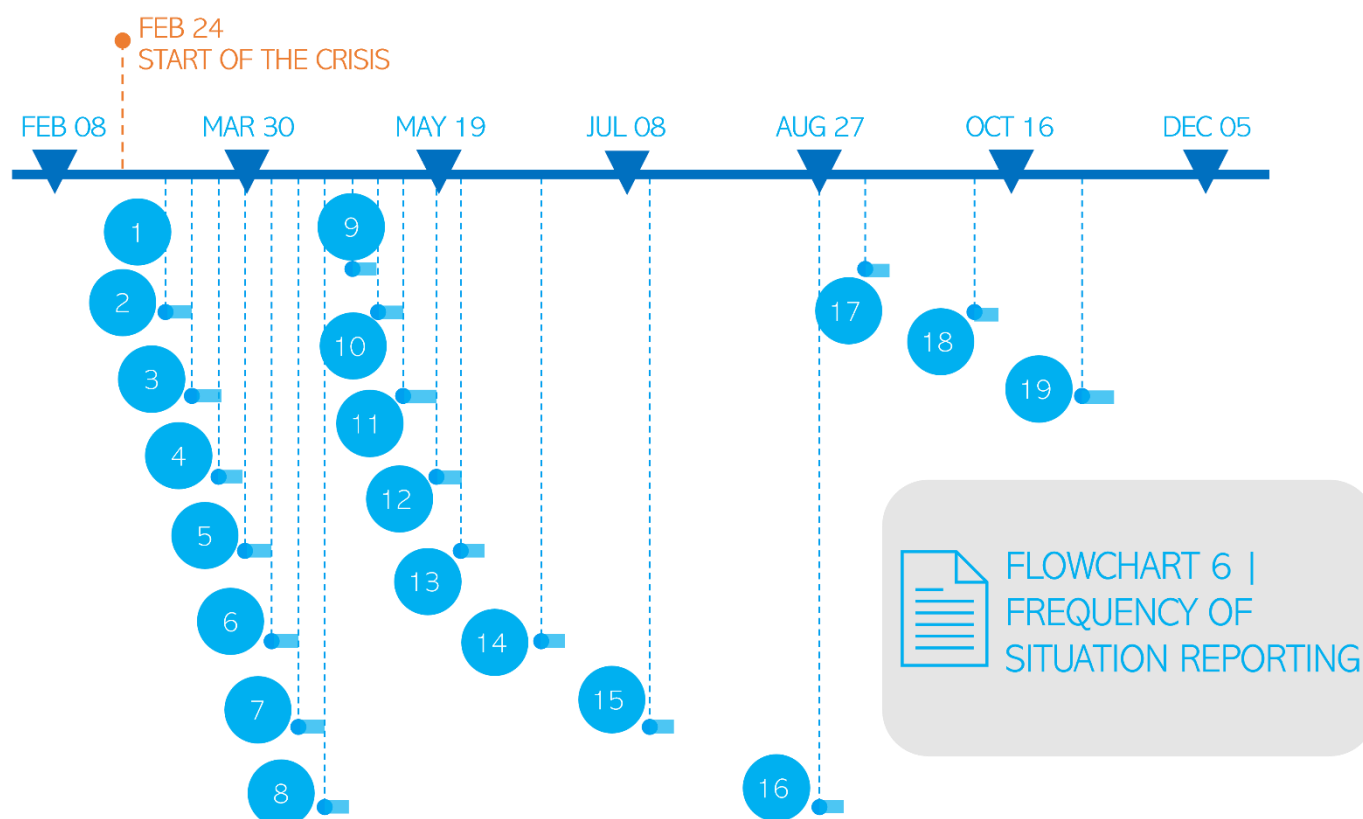 FEB 24
START OF THE CRISIS
FEB 08
MAR 30
MAY 19
JUL 08
AUG 27
OCT 16
DEC 05
1
2
3
4
5
6
7
8
9
10
11
12
13
14
15
16
17
18
19
FLOWCHART 6 |
FREQUENCY OF
SITUATION REPORTING